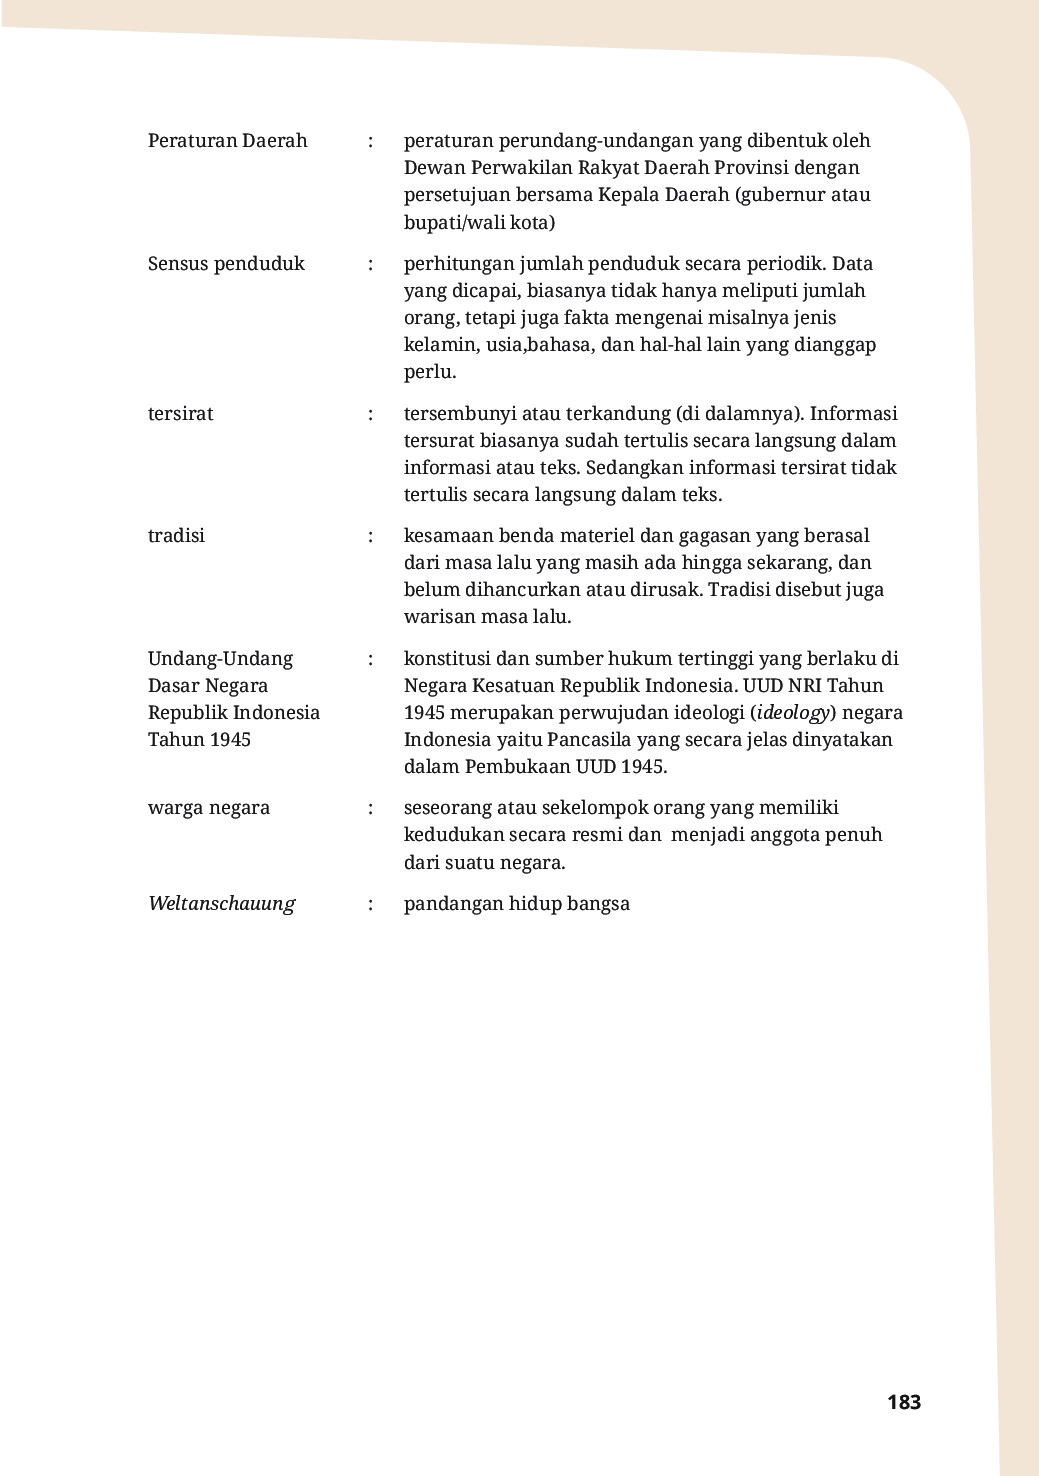 Peraturan Daerah : peraturan perundang-undangan yang dibentuk oleh
Dewan Perwakilan Rakyat Daerah Provinsi dengan
persetujuan bersama Kepala Daerah (gubernur atau
bupati/wali kota)
Sensus penduduk : perhitungan jumlah penduduk secara periodik. Data
yang dicapai, biasanya tidak hanya meliputi jumlah
orang, tetapi juga fakta mengenai misalnya jenis
kelamin, usia,bahasa, dan hal-hal lain yang dianggap
perlu.
tersirat : tersembunyi atau terkandung (di dalamnya). Informasi
tersurat biasanya sudah tertulis secara langsung dalam
informasi atau teks. Sedangkan informasi tersirat tidak
tertulis secara langsung dalam teks.
tradisi : kesamaan benda materiel dan gagasan yang berasal
dari masa lalu yang masih ada hingga sekarang, dan
belum dihancurkan atau dirusak. Tradisi disebut juga
warisan masa lalu.
Undang-Undang : konstitusi dan sumber hukum tertinggi yang berlaku di
Dasar Negara Negara Kesatuan Republik Indonesia. UUD NRI Tahun
Republik Indonesia 1945 merupakan perwujudan ideologi (ideology) negara
Tahun 1945 Indonesia yaitu Pancasila yang secara jelas dinyatakan
dalam Pembukaan UUD 1945.
warga negara : seseorang atau sekelompok orang yang memiliki
kedudukan secara resmi dan menjadi anggota penuh
dari suatu negara.
Weltanschauung : pandangan hidup bangsa
183